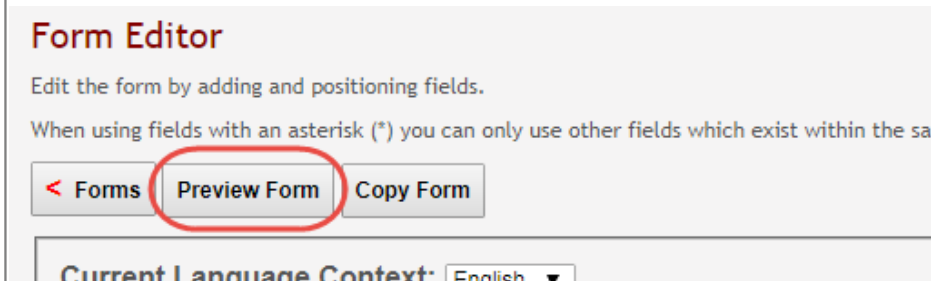 Form Editor
Edit the form by adding and positioning fields.
When using fields with an asterisk (*) you can only use other fields which exist within the sa
< Forms Preview Form Copy Form
Current Language Context: English ▼